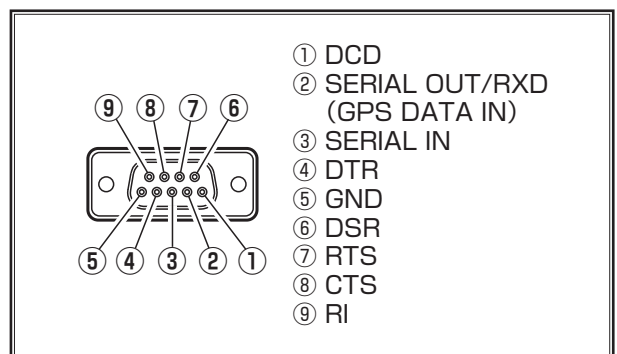 ⑨ ⑧ ⑦ ⑥
⑤ ④ ③ ② ①
① DCD
② SERIAL OUT/RXD
(GPS DATA IN)
③ SERIAL IN
④ DTR
⑤ GND
⑥ DSR
⑦ RTS
⑧ CTS
⑨ RI